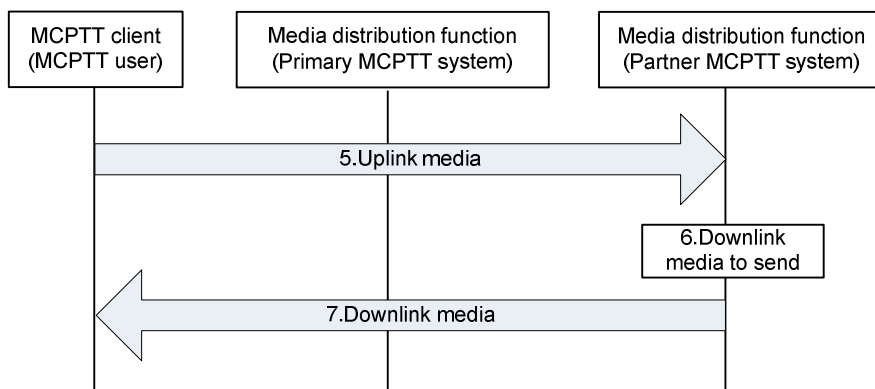 MCPTT client
(MCPTT user)
Media distribution function
(Primary MCPTT system)
Media distribution function
(Partner MCPTT system)
5.Uplink media
6.Downlink
media to send
7.Downlink media